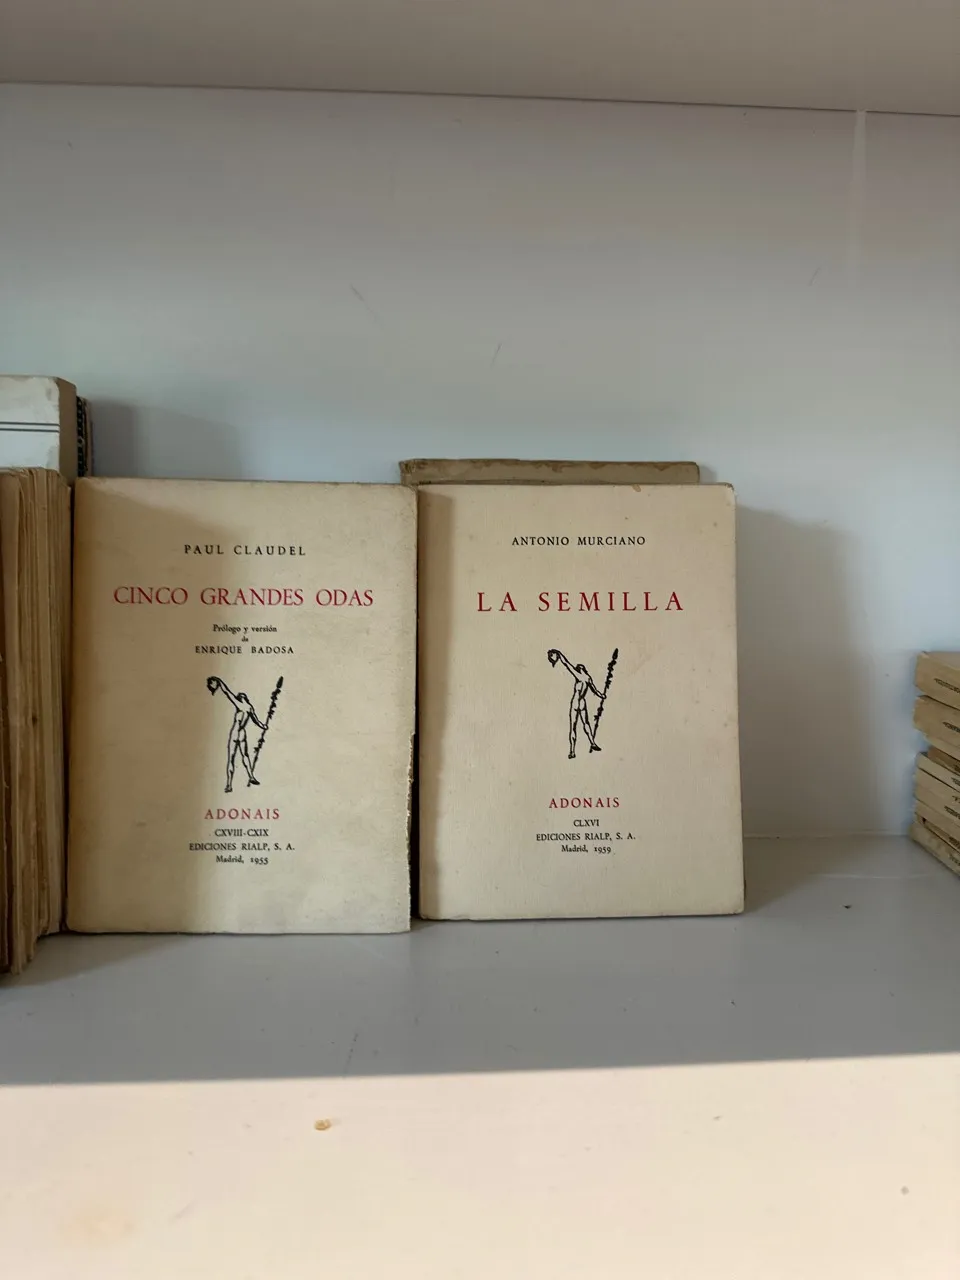 PAUL CLAUDEL
CINCO GRANDES ODAS
Prólogo y versión
de
ENRIQUE BADOSA
ADONAIS
CXVIII-CXIX
EDICIONES RIALP, S. A.
Madrid, 1955
ANTONIO MURCIANO
LA SEMILLA
ADONAIS
CLXVI
EDICIONES RIALP, S. A.
Madrid, 1959